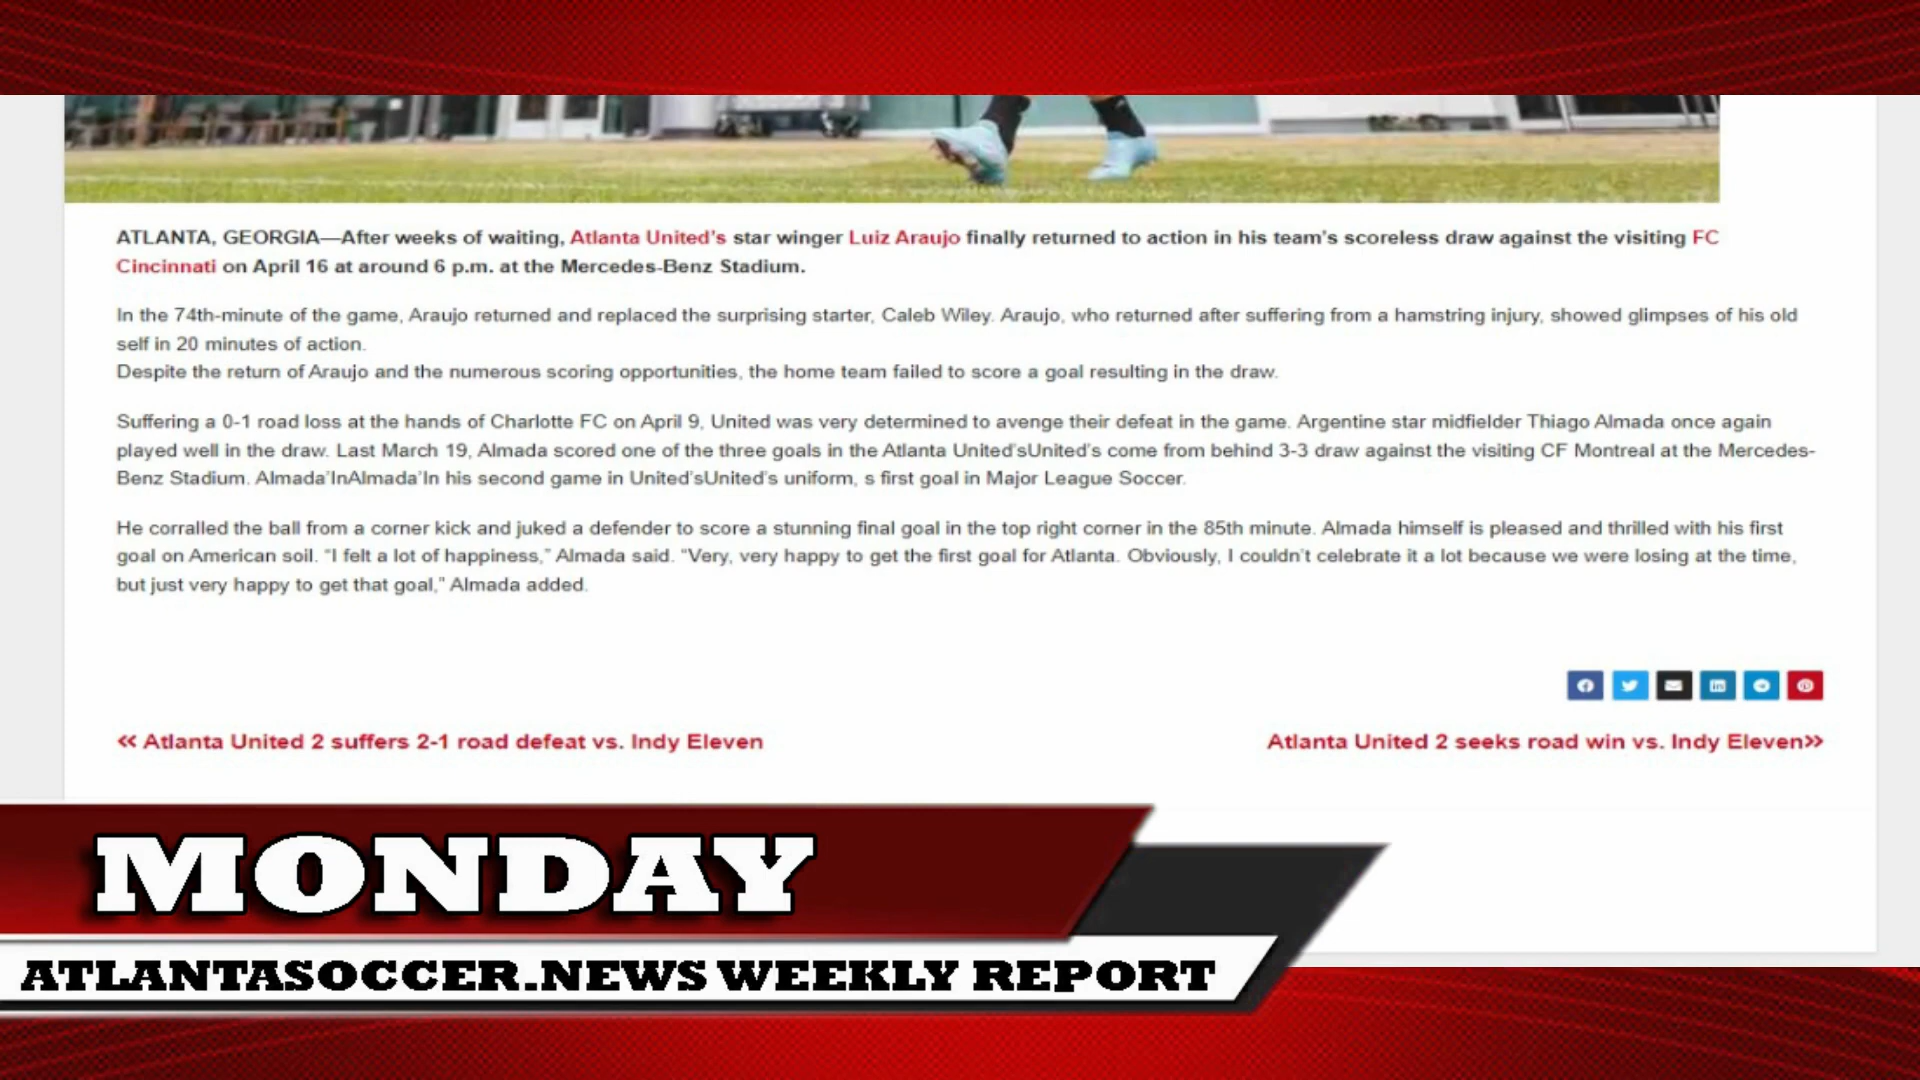 ATLANTA, GEORGIA—After weeks of waiting, Atlanta United's star winger Luiz Araujo finally returned to action in his team's scoreless draw against the visiting FC
Cincinnati on April 16 at around 6 p.m. at the Mercedes-Benz Stadium.
In the 74th-minute of the game, Araujo returned and replaced the surprising starter, Caleb Wiley. Araujo, who returned after suffering from a hamstring injury, showed glimpses of his old
self in 20 minutes of action.
Despite the return of Araujo and the numerous scoring opportunities, the home team failed to score a goal resulting in the draw.
Suffering a 0-1 road loss at the hands of Charlotte FC on April 9, United was very determined to avenge their defeat in the game. Argentine star midfielder Thiago Almada once again
played well in the draw. Last March 19, Almada scored one of the three goals in the Atlanta United'sUnited's come from behind 3-3 draw against the visiting CF Montreal at the Mercedes-
Benz Stadium. Almada'InAlmada'In his second game in United'sUnited's uniform, s first goal in Major League Soccer.
He corralled the ball from a corner kick and juked a defender to score a stunning final goal in the top right corner in the 85th minute. Almada himself is pleased and thrilled with his first
goal on American soil. "I felt a lot of happiness," Almada said. "Very, very happy to get the first goal for Atlanta. Obviously, I couldn't celebrate it a lot because we were losing at the time,
but just very happy to get that goal," Almada added.
« Atlanta United 2 suffers 2-1 road defeat vs. Indy Eleven
Atlanta United 2 seeks road win vs. Indy Eleven»
MONDAY
ATLANTASOCCER.NEWS WEEKLY REPORT